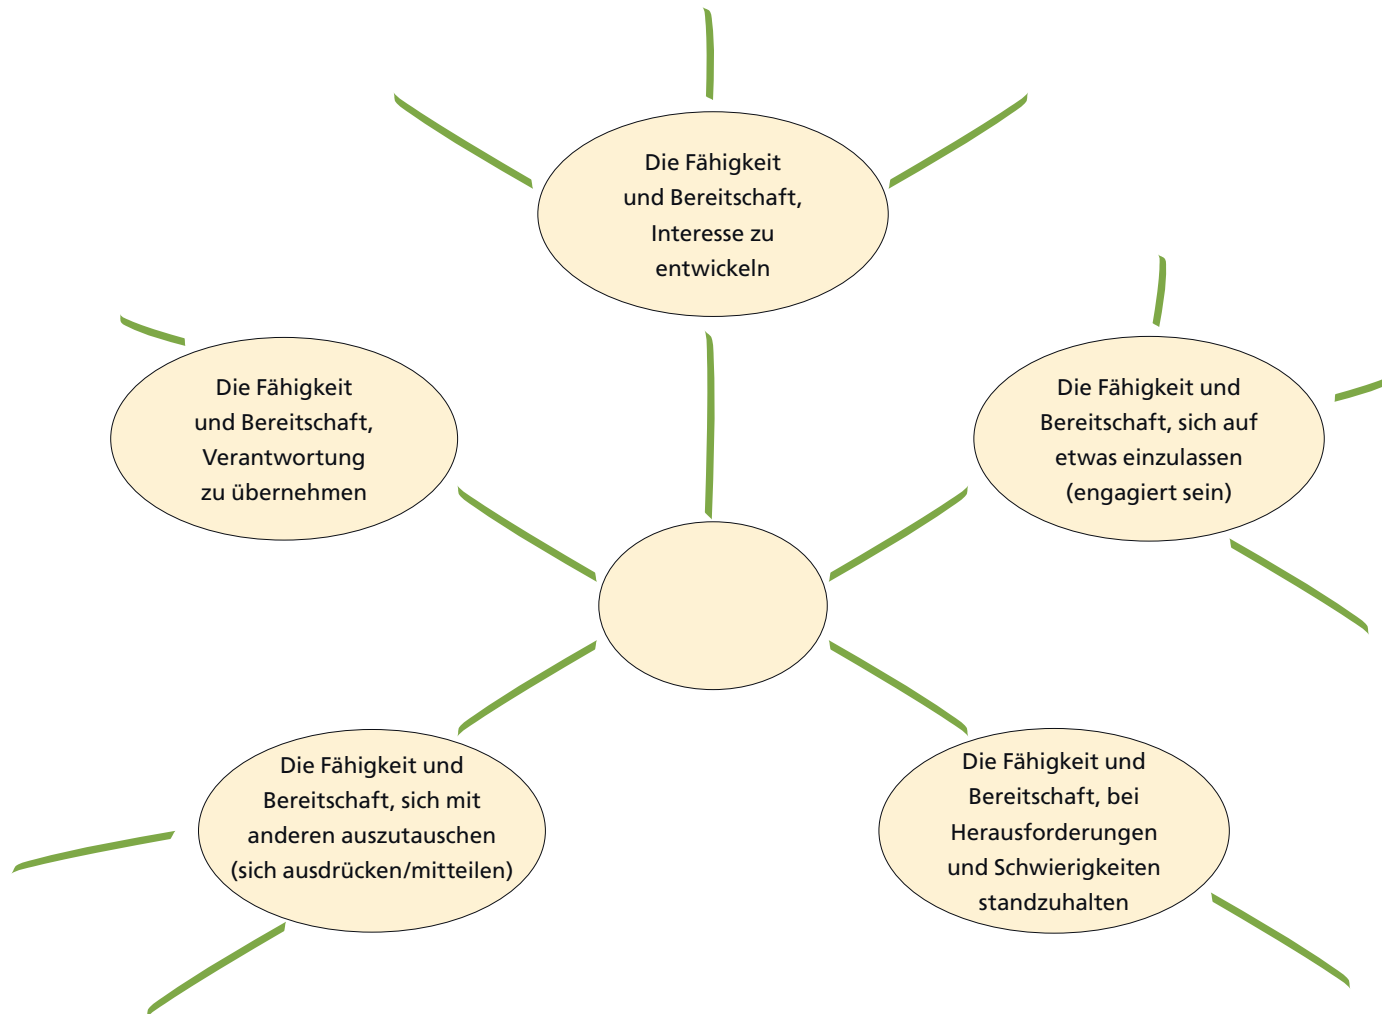 Die Fähigkeit
und Bereitschaft,
Interesse zu
entwickeln
Die Fähigkeit
und Bereitschaft,
Verantwortung
zu übernehmen
Die Fähigkeit und
Bereitschaft, sich auf
etwas einzulassen
(engagiert sein)
Die Fähigkeit und
Bereitschaft, sich mit
anderen auszutauschen
(sich ausdrücken/mitteilen)
Die Fähigkeit und
Bereitschaft, bei
Herausforderungen
und Schwierigkeiten
standzuhalten